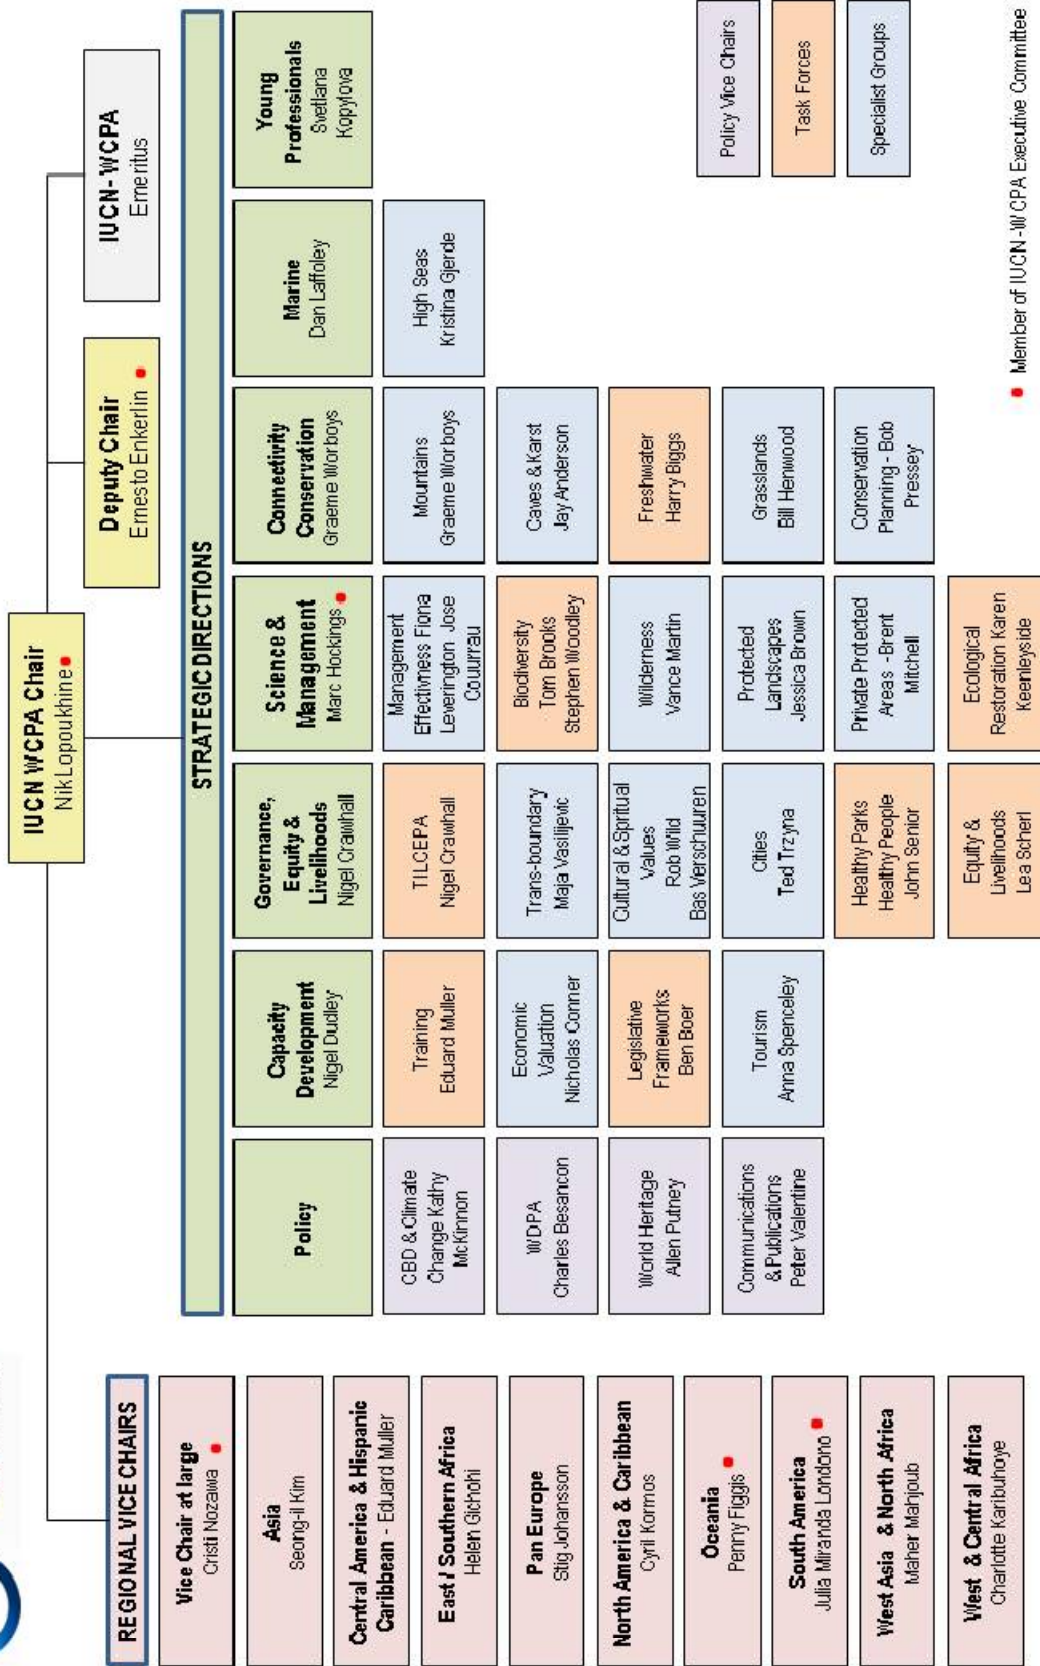 IUCN WCPA Chair
Nik Lopoukhine
Deputy Chair
Ernesto Enkerlin
IUCN-WCPA
Emeritus
REGIONAL VICE CHAIRS
Vice Chair at large
Cristi Nozawa
Asia
Seong-il Kim
Central America & Hispanic
Caribbean - Eduard Muller
East / Southern Africa
Helen Gichohi
Pan Europe
Stig Johansson
North America & Caribbean
Cyril Kormos
Oceania
Penny Figgis
South America
Julia Miranda Londono
West Asia & North Africa
Maher Mahjoub
West & Central Africa
Charlotte Karibuhoye
STRATEGIC DIRECTIONS
Policy
CBD & Climate
Change Kathy
McKinnon
WDPA
Charles Besancon
World Heritage
Allen Putney
Communications
& Publications
Peter Valentine
Capacity
Development
Nigel Dudley
Training
Eduard Muller
Economic
Valuation
Nicholas Conner
Legislative
Frameworks
Ben Boer
Tourism
Anna Spenceley
Governance,
Equity &
Livelihoods
Nigel Crawhall
TILCEPA
Nigel Crawhall
Trans-boundary
Maja Vasilijevic
Cultural & Spritual
Values
Rob Wild
Bas Verschuuren
Cities
Ted Trzyna
Healthy Parks
Healthy People
John Senior
Equity &
Livelihoods
Lea Scherl
Science &
Management
Marc Hockings
Management
Effectivness Fiona
Leverington Jose
Couurrau
Biodiversity
Tom Brooks
Stephen Woodley
Wilderness
Vance Martin
Protected
Landscapes
Jessica Brown
Private Protected
Areas - Brent
Mitchell
Ecological
Restoration Karen
Keenleyside
Connectivity
Conservation
Graeme Worboys
Mountains
Graeme Worboys
Caves & Karst
Jay Anderson
Freshwater
Harry Biggs
Grasslands
Bill Henwood
Conservation
Planning - Bob
Pressey
Marine
Dan Laffoley
High Seas
Kristina Gjerde
Young
Professionals
Svetlana
Kopylova
Policy Vice Chairs
Task Forces
Specialist Groups
Member of IUCN-WCPA Executive Committee